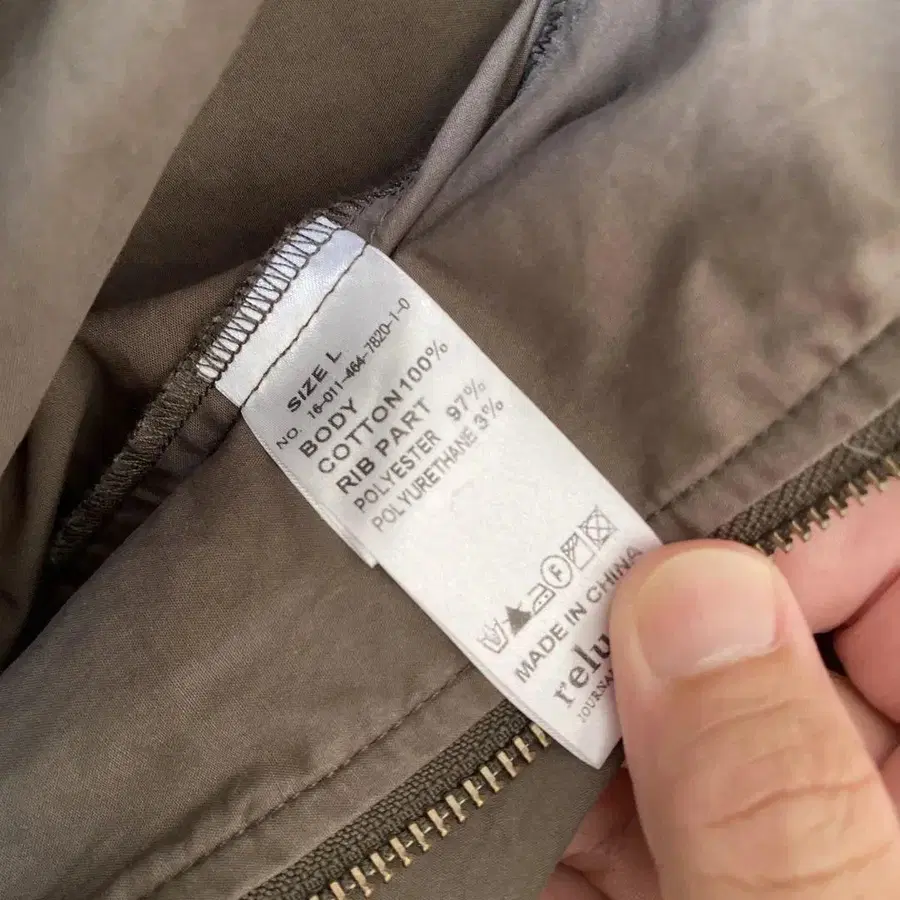 SIZE L
NO. 16-011-464-7820-1-0
BODY
COTTON100%
RIB PART
POLYESTER 97%
POLYURETHANE 3%
F
MADE IN CHINA